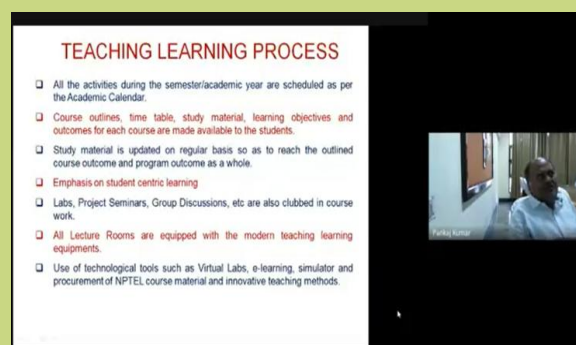 TEACHING LEARNING PROCESS
All the activities during the semester/academic year are scheduled as per
the Academic Calendar.
Course outlines, time table, study material, learning objectives and
outcomes for each course are made available to the students.
Study material is updated on regular basis so as to reach the outlined
course outcome and program outcome as a whole.
Emphasis on student centric learning
Labs, Project Seminars, Group Discussions, etc are also clubbed in course
work.
All Lecture Rooms are equipped with the modern teaching learning
equipments.
Use of technological tools such as Virtual Labs, e-learning, simulator and
procurement of NPTEL course material and innovative teaching methods.
Pankaj Kumar